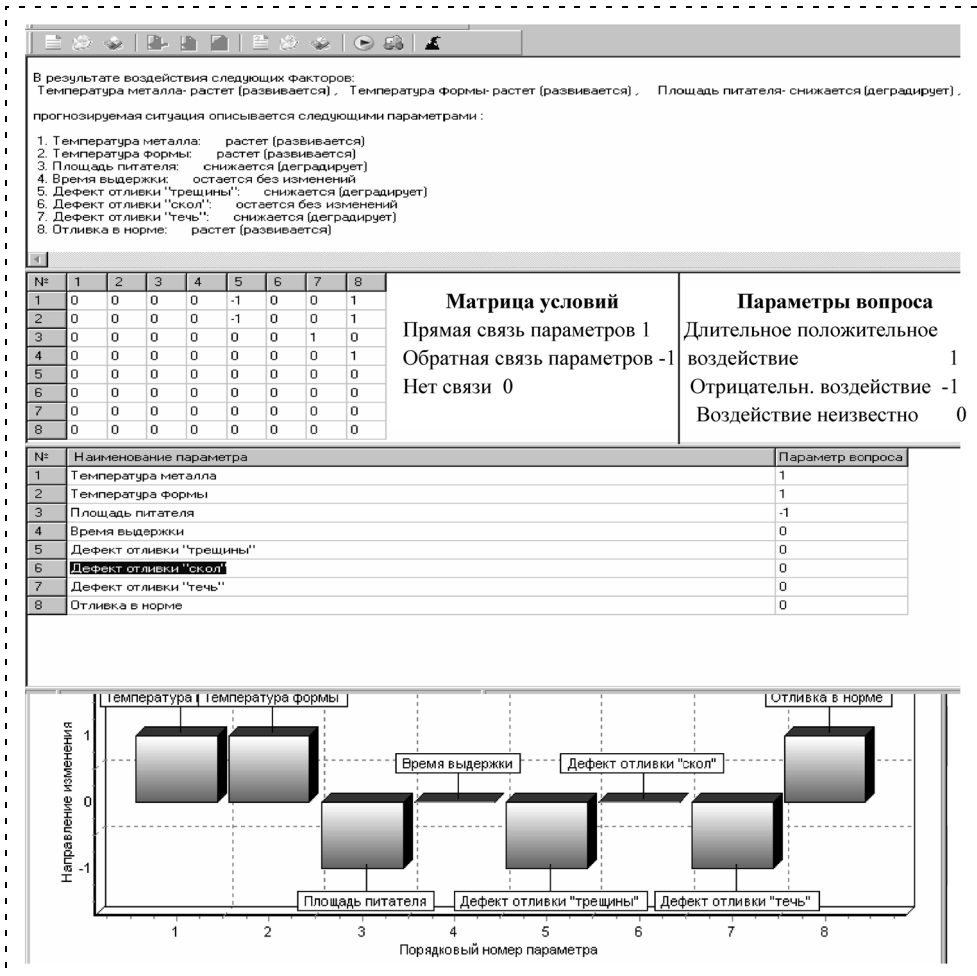 В результате воздействия следующих факторов:
Температура металла- растет (развивается) , Температура формы- растет (развивается) , Площадь питателя- снижается (деградирует) ,
прогнозируемая ситуация описывается следующими параметрами :
1. Температура металла: растет (развивается)
2. Температура формы: растет (развивается)
3. Площадь питателя: снижается (деградирует)
4. Время выдержки: остается без изменений
5. Дефект отливки "трещины": снижается (деградирует)
6. Дефект отливки "скол": остается без изменений
7. Дефект отливки "течь": снижается (деградирует)
8. Отливка в норме: растет (развивается)
№ 1 2 3 4 5 6 7 8
1 0 0 0 0 -1 0 0 1
2 0 0 0 0 -1 0 0 1
3 0 0 0 0 0 0 1 0
4 0 0 0 0 0 0 0 1
5 0 0 0 0 0 0 0 0
6 0 0 0 0 0 0 0 0
7 0 0 0 0 0 0 0 0
8 0 0 0 0 0 0 0 0
Матрица условий
Прямая связь параметров 1
Обратная связь параметров -1
Нет связи 0
Параметры вопроса
Длительное положительное
воздействие 1
Отрицательн. воздействие -1
Воздействие неизвестно 0
№ Наименование параметра Параметр вопроса
1 Температура металла 1
2 Температура формы 1
3 Площадь питателя -1
4 Время выдержки 0
5 Дефект отливки "трещины" 0
6 Дефект отливки "скол" 0
7 Дефект отливки "течь" 0
8 Отливка в норме 0
Температура Температура формы Отливка в норме
Время выдержки Дефект отливки "скол"
Направление изменения
1
0
-1
Площадь питателя Дефект отливки "трещины" Дефект отливки "течь"
1 2 3 4 5 6 7 8
Порядковый номер параметра